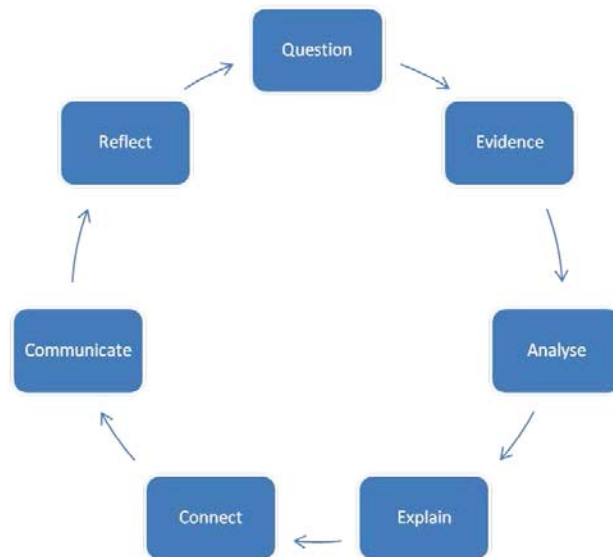 Question
Evidence
Analyse
Explain
Connect
Communicate
Reflect